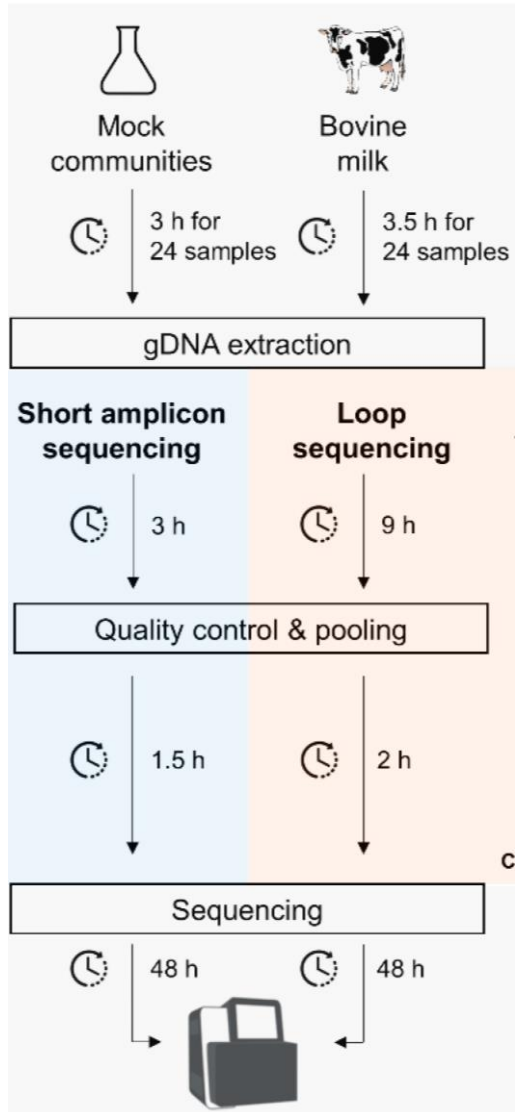 Mock
communities
Bovine
milk
3 h for
24 samples
3.5 h for
24 samples
gDNA extraction
Short amplicon
sequencing
Loop
sequencing
3 h
9 h
Quality control & pooling
1.5 h
2 h
C
Sequencing
48 h
48 h